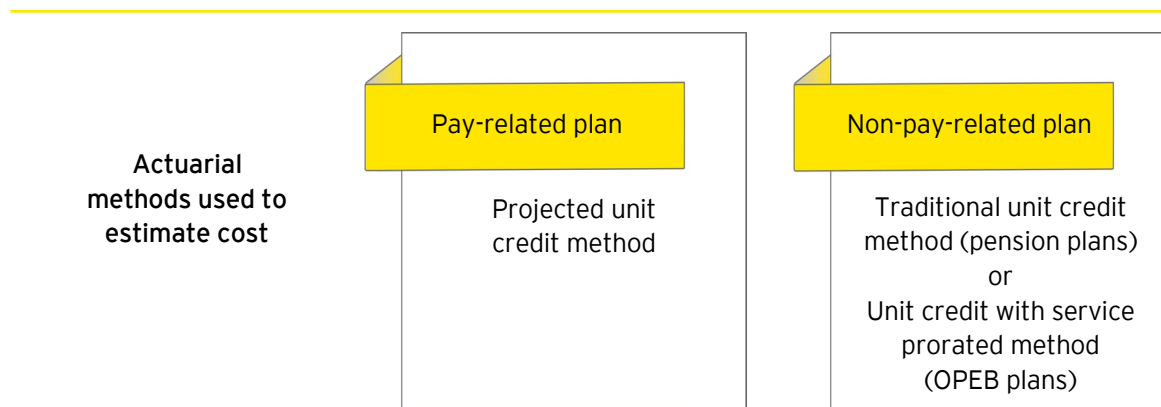 Actuarial
methods used to
estimate cost
Pay-related plan
Projected unit
credit method
Non-pay-related plan
Traditional unit credit
method (pension plans)
or
Unit credit with service
prorated method
(OPEB plans)